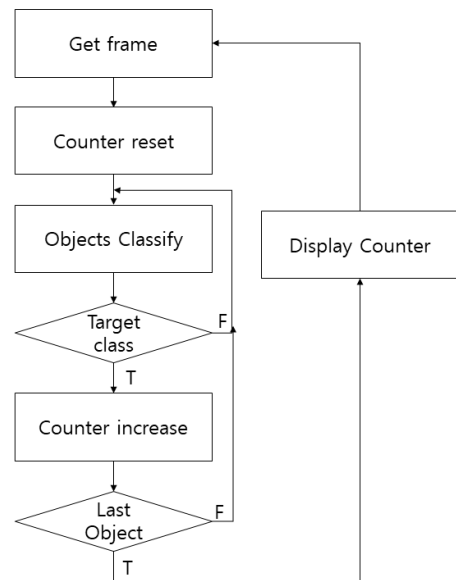 Get frame
Counter reset
Objects Classify
Display Counter
Target
class
F
T
Counter increase
Last
Object
F
T